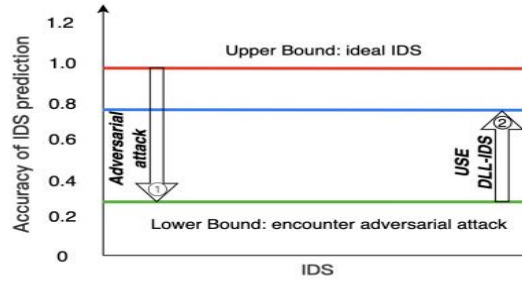 1.2
Upper Bound: ideal IDS
1.0
0.8
0.6
0.4
0.2
0
Accuracy of IDS prediction
Adversarial
attack
1
2
USE
DLL-IDS
Lower Bound: encounter adversarial attack
IDS